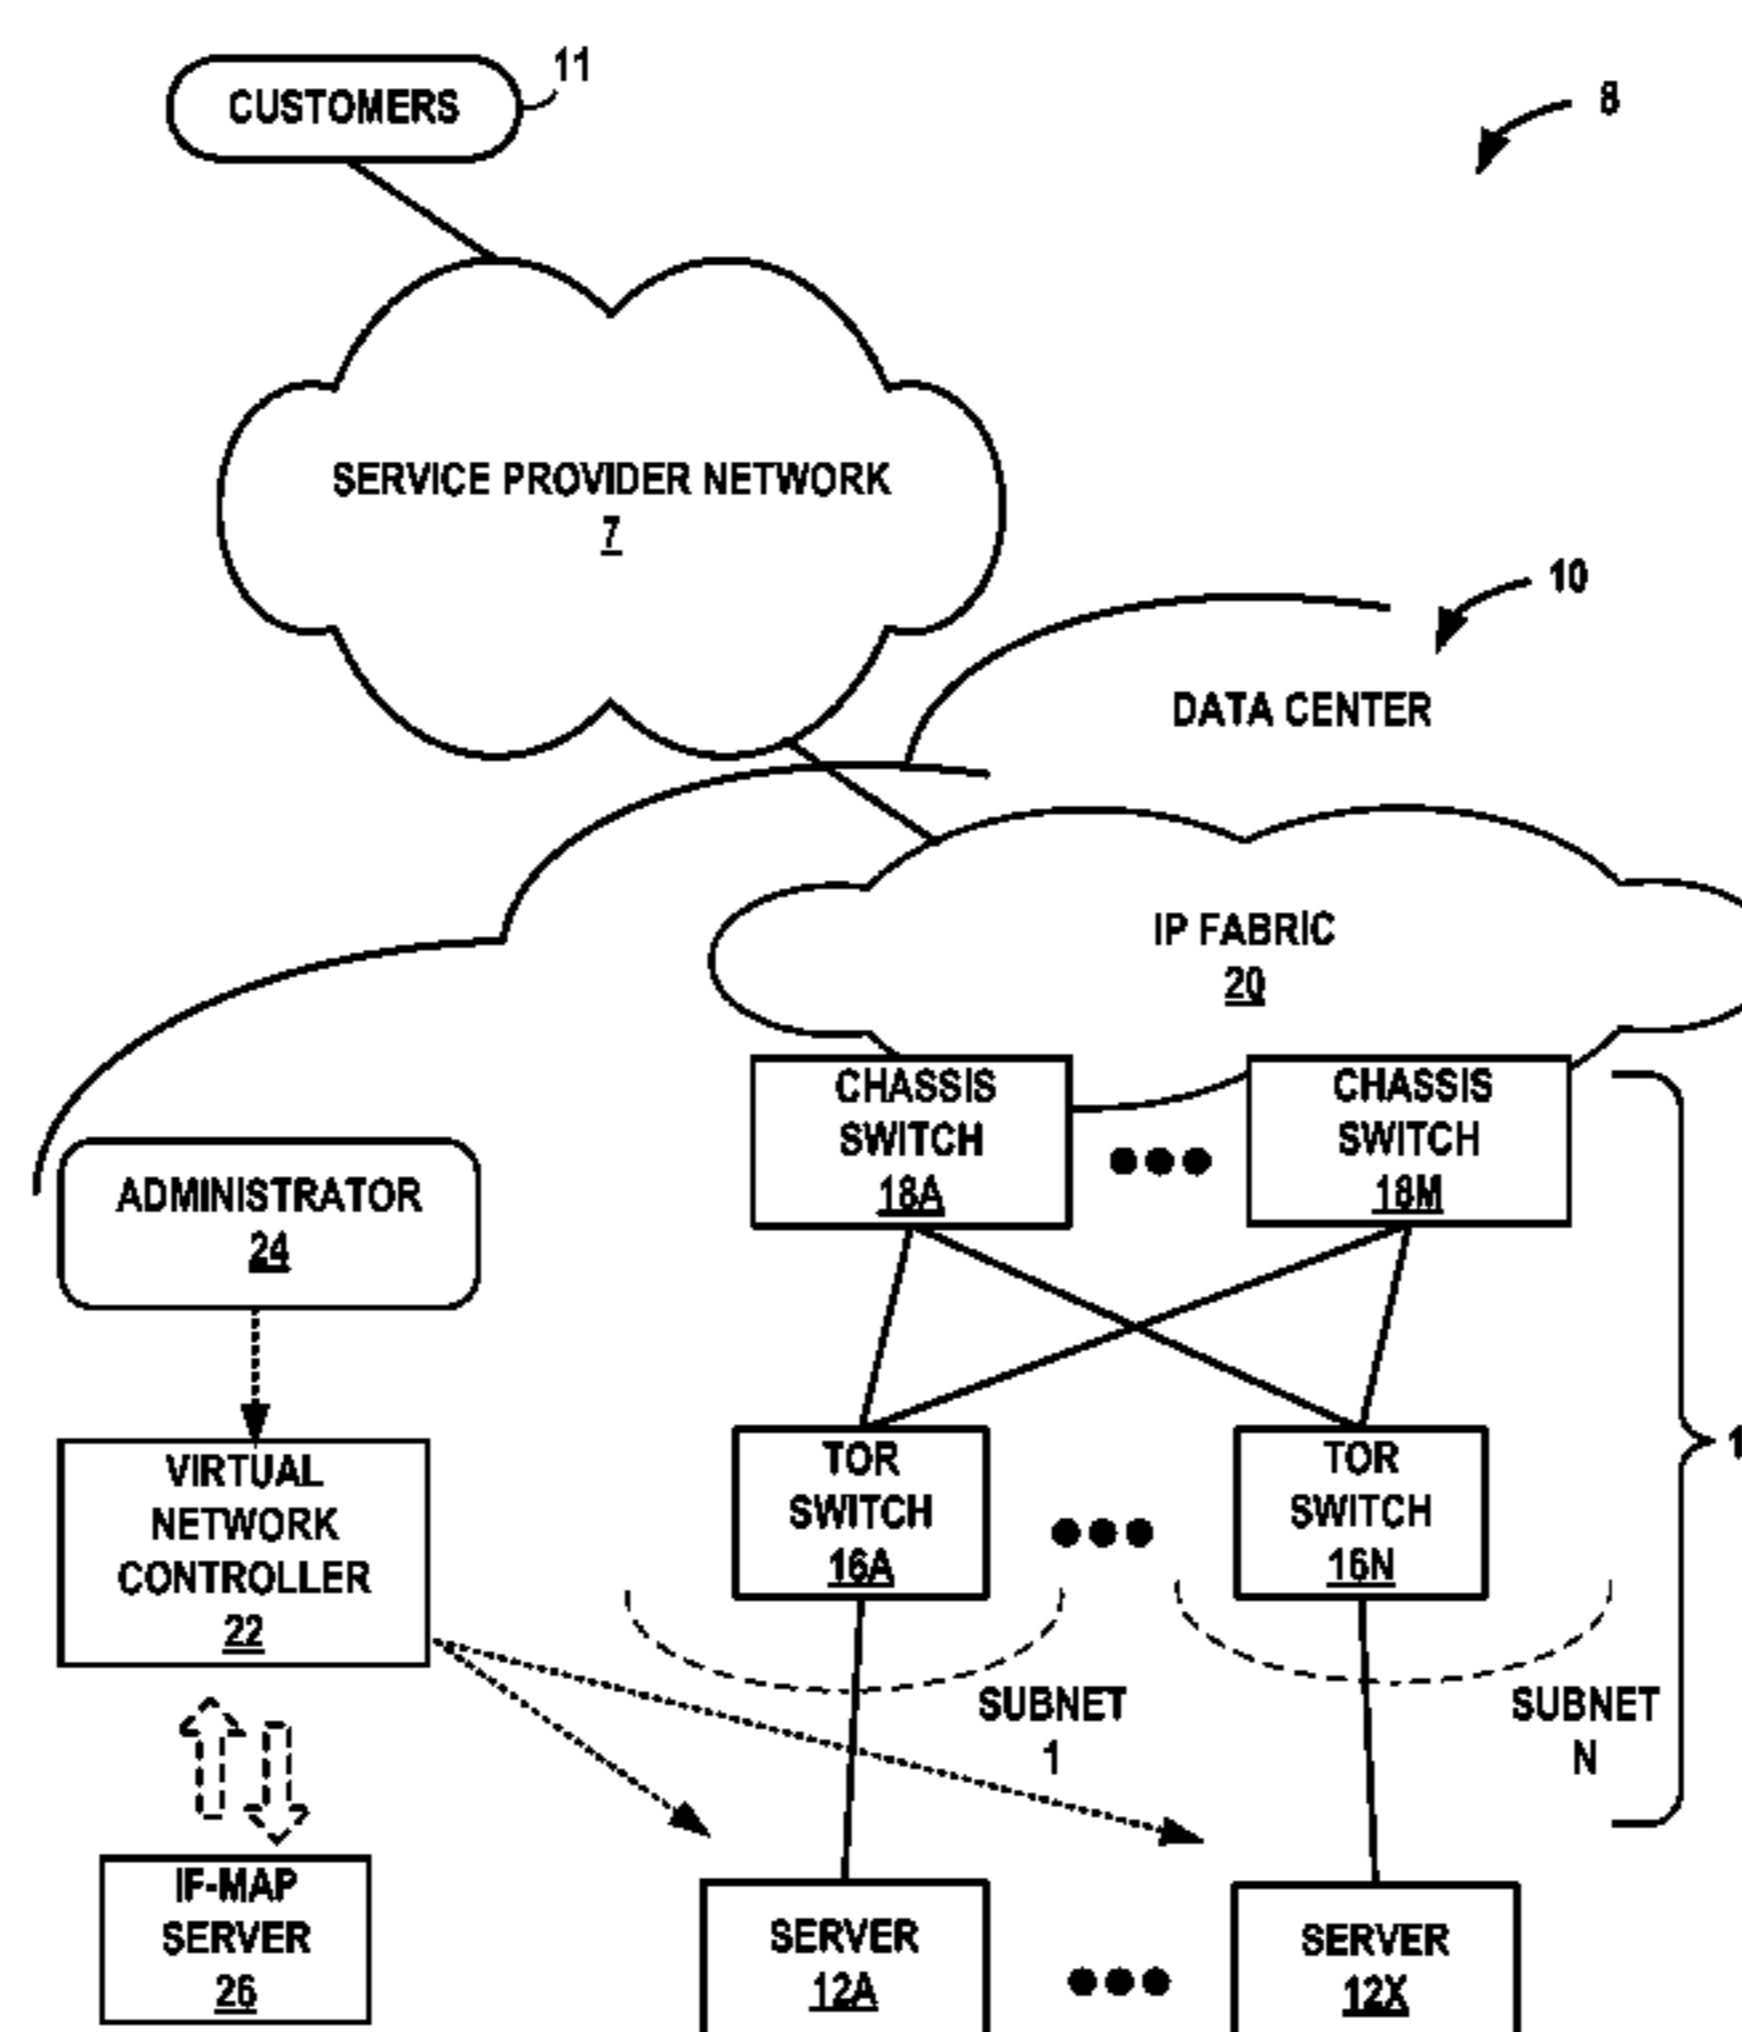 11
CUSTOMERS
8
SERVICE PROVIDER NETWORK
7
10
DATA CENTER
IP FABRIC
20
CHASSIS
SWITCH
18A
CHASSIS
SWITCH
18M
ADMINISTRATOR
24
VIRTUAL
NETWORK
CONTROLLER
22
TOR
SWITCH
16A
TOR
SWITCH
16N
SUBNET
1
SUBNET
N
IF-MAP
SERVER
26
SERVER
12A
SERVER
12X